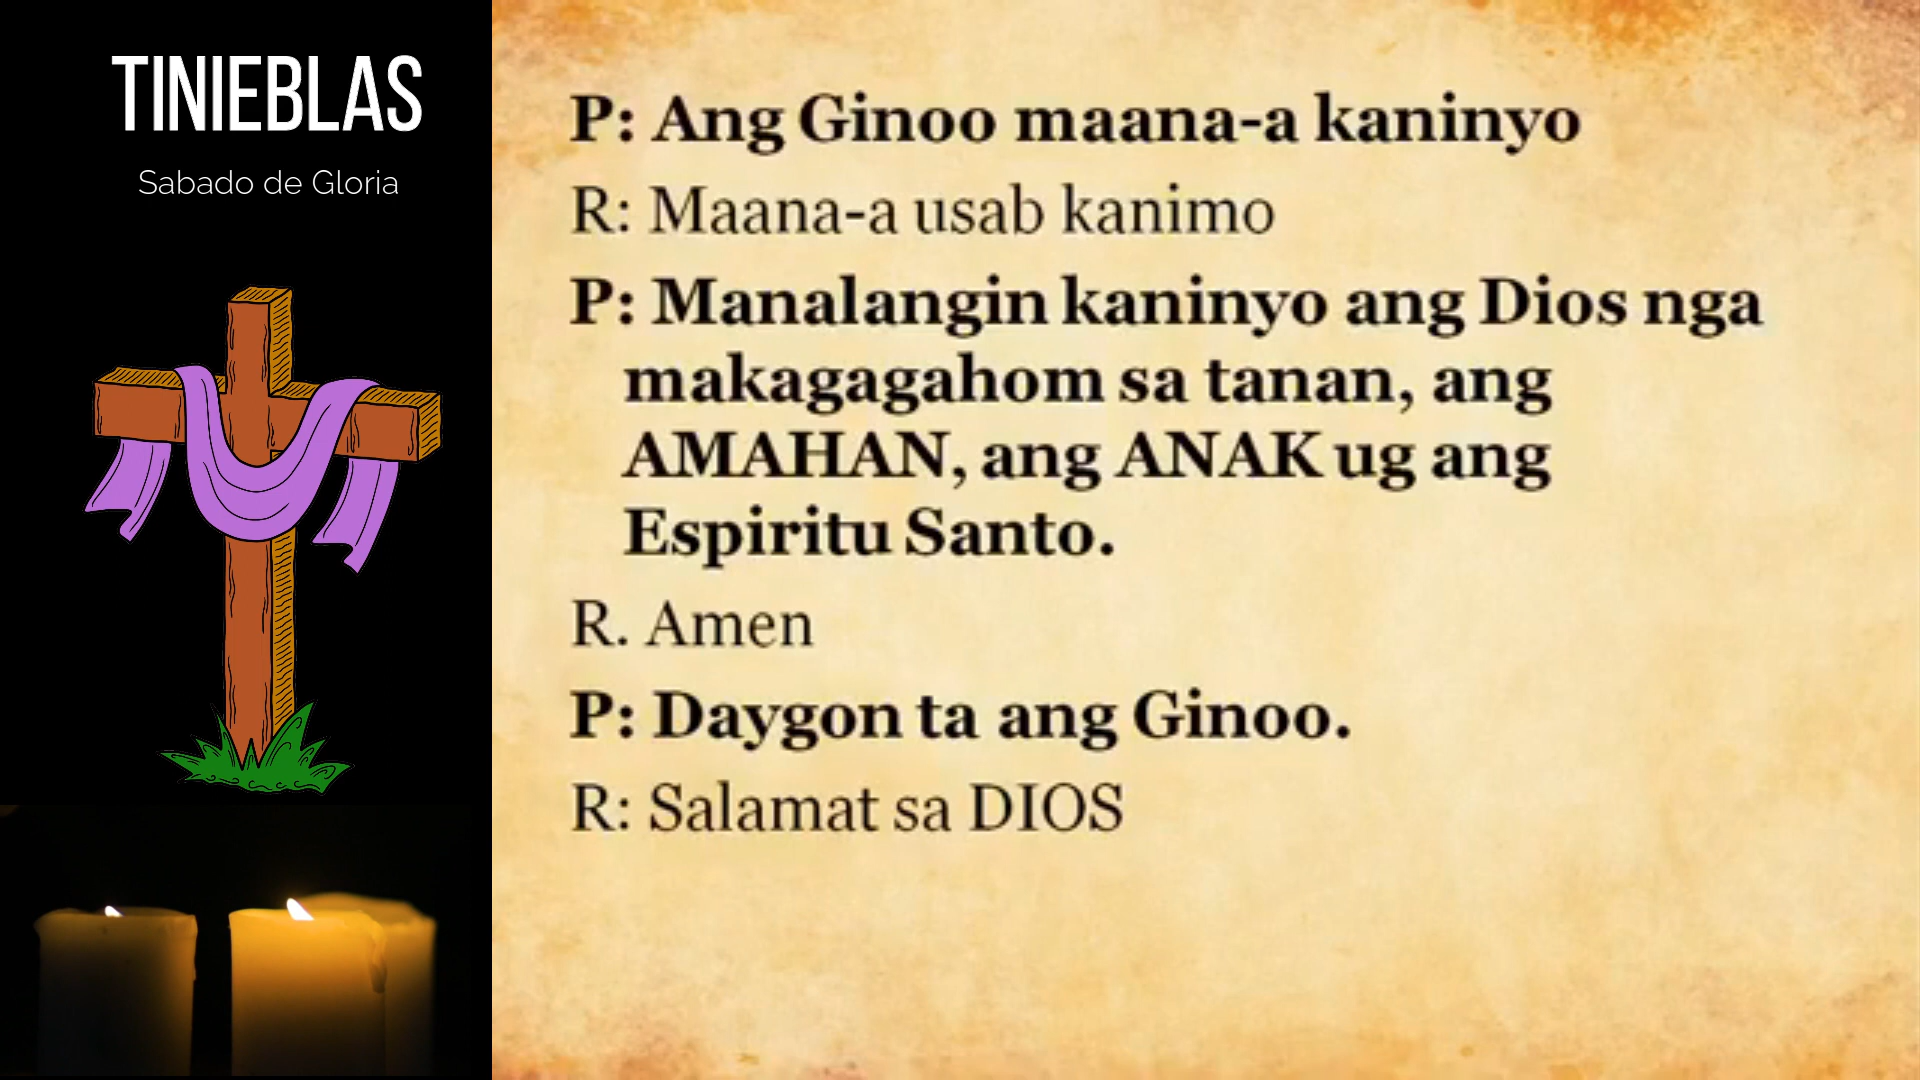 TINIEBLAS
Sabado de Gloria
P: Ang Ginoo maana-a kaninyo
R: Maana-a usab kanimo
P: Manalangin kaninyo ang Dios nga
makagagahom sa tanan, ang
AMAHAN, ang ANAK ug ang
Espiritu Santo.
R. Amen
P: Daygon ta ang Ginoo.
R: Salamat sa DIOS